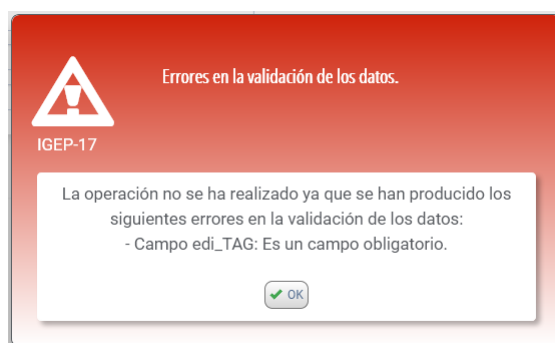 Errores en la validación de los datos.
IGEP-17
La operación no se ha realizado ya que se han producido los
siguientes errores en la validación de los datos:
- Campo edi_TAG: Es un campo obligatorio.
OK